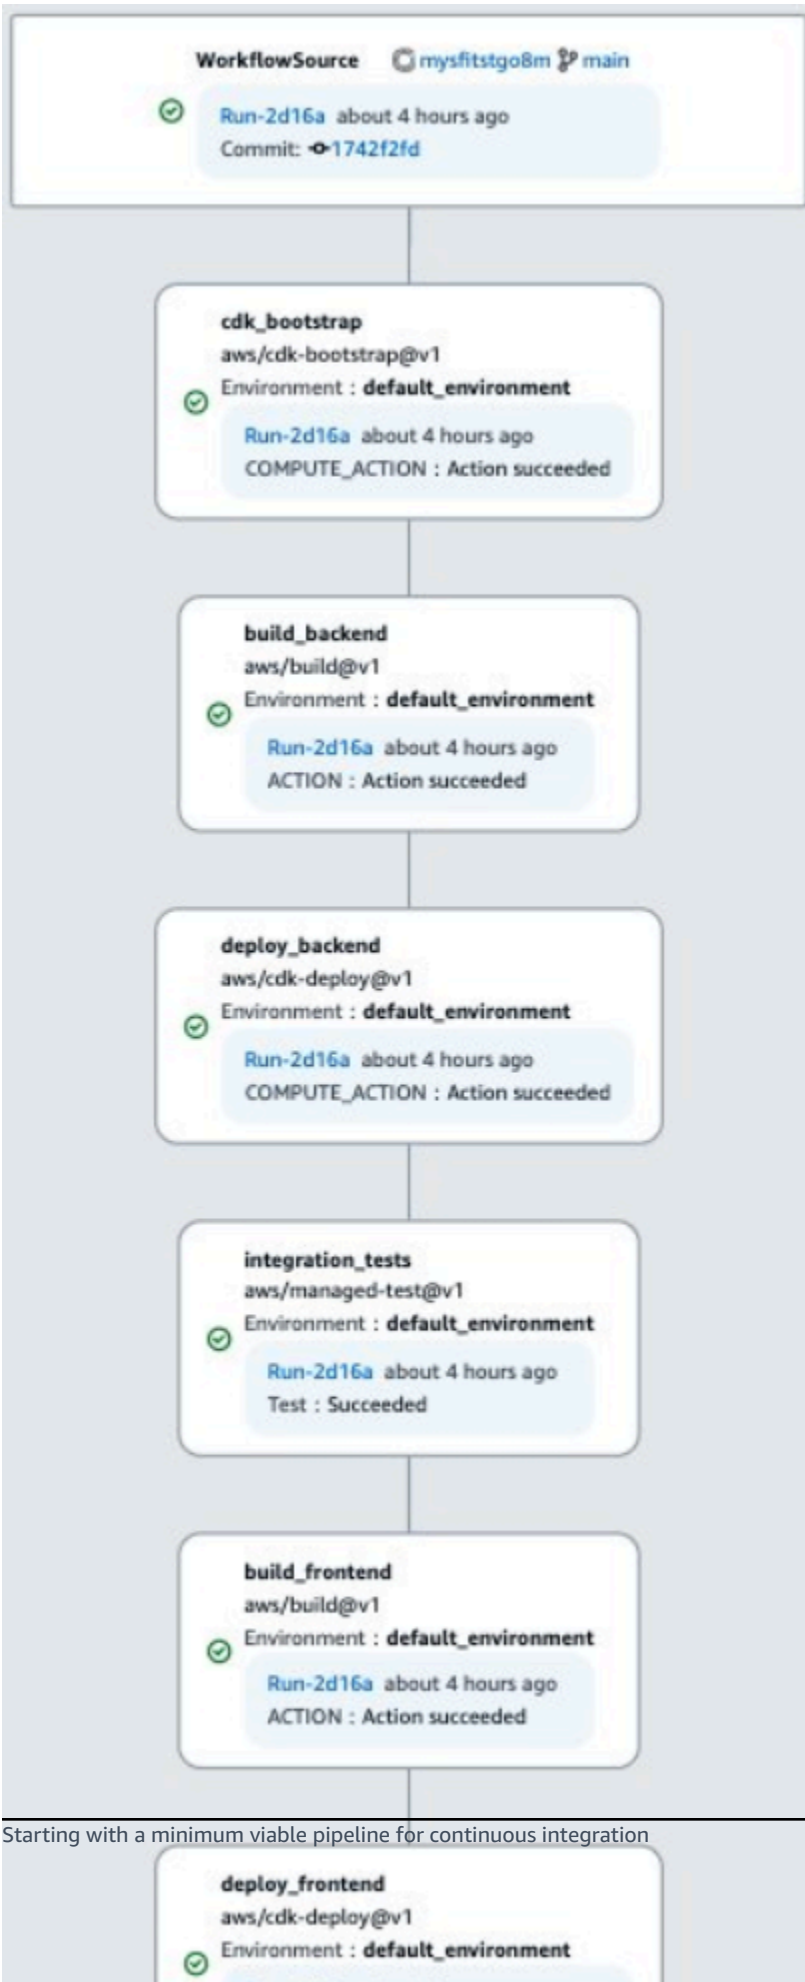 WorkflowSource mysfitstgo8m main
Run-2d16a about 4 hours ago
Commit: 1742f2fd
cdk_bootstrap
aws/cdk-bootstrap@v1
Environment : default_environment
Run-2d16a about 4 hours ago
COMPUTE_ACTION : Action succeeded
build_backend
aws/build@v1
Environment : default_environment
Run-2d16a about 4 hours ago
ACTION : Action succeeded
deploy_backend
aws/cdk-deploy@v1
Environment : default_environment
Run-2d16a about 4 hours ago
COMPUTE_ACTION : Action succeeded
integration_tests
aws/managed-test@v1
Environment : default_environment
Run-2d16a about 4 hours ago
Test : Succeeded
build_frontend
aws/build@v1
Environment : default_environment
Run-2d16a about 4 hours ago
ACTION : Action succeeded
Starting with a minimum viable pipeline for continuous integration
deploy_frontend
aws/cdk-deploy@v1
Environment : default_environment